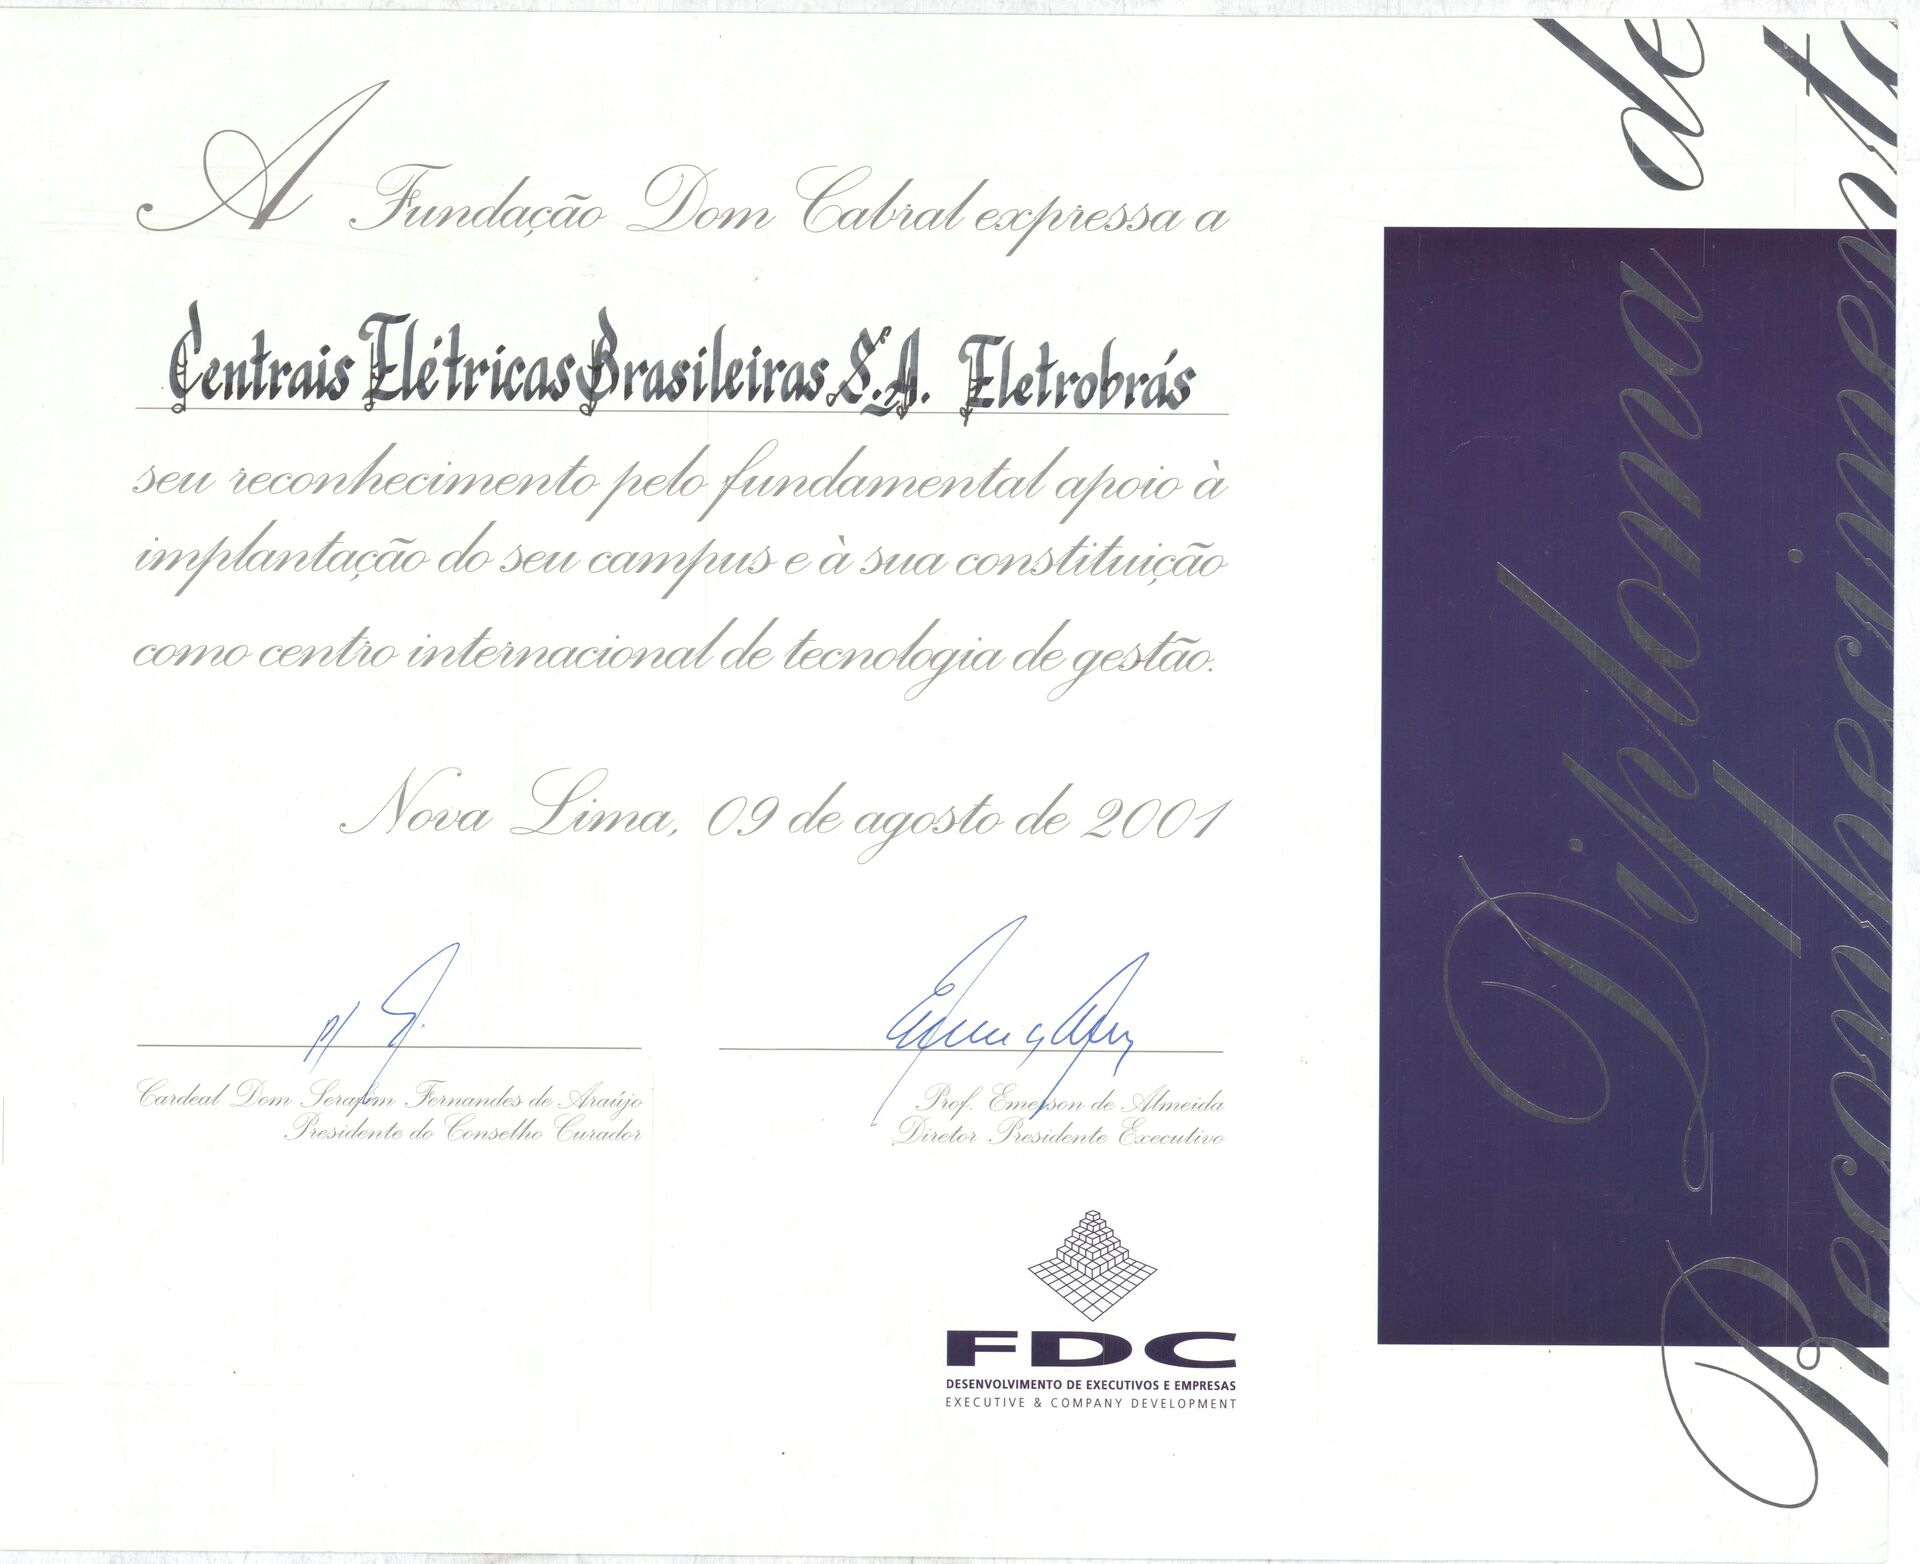 A Fundação Dom Cabral expressa a
Centrais Elétricas Brasileiras S.A. Eletrobrás
seu reconhecimento pelo fundamental apoio à
implantação do seu campus e à sua constituição
como centro internacional de tecnologia de gestão.
Nova Lima, 09 de agosto de 2001
Cardeal Dom Serafim Fernandes de Araújo
Presidente do Conselho Curador
Prof. Emerson de Almeida
Diretor Presidente Executivo
FDC
DESENVOLVIMENTO DE EXECUTIVOS E EMPRESAS
EXECUTIVE & COMPANY DEVELOPMENT
Diploma de
Reconhecimento